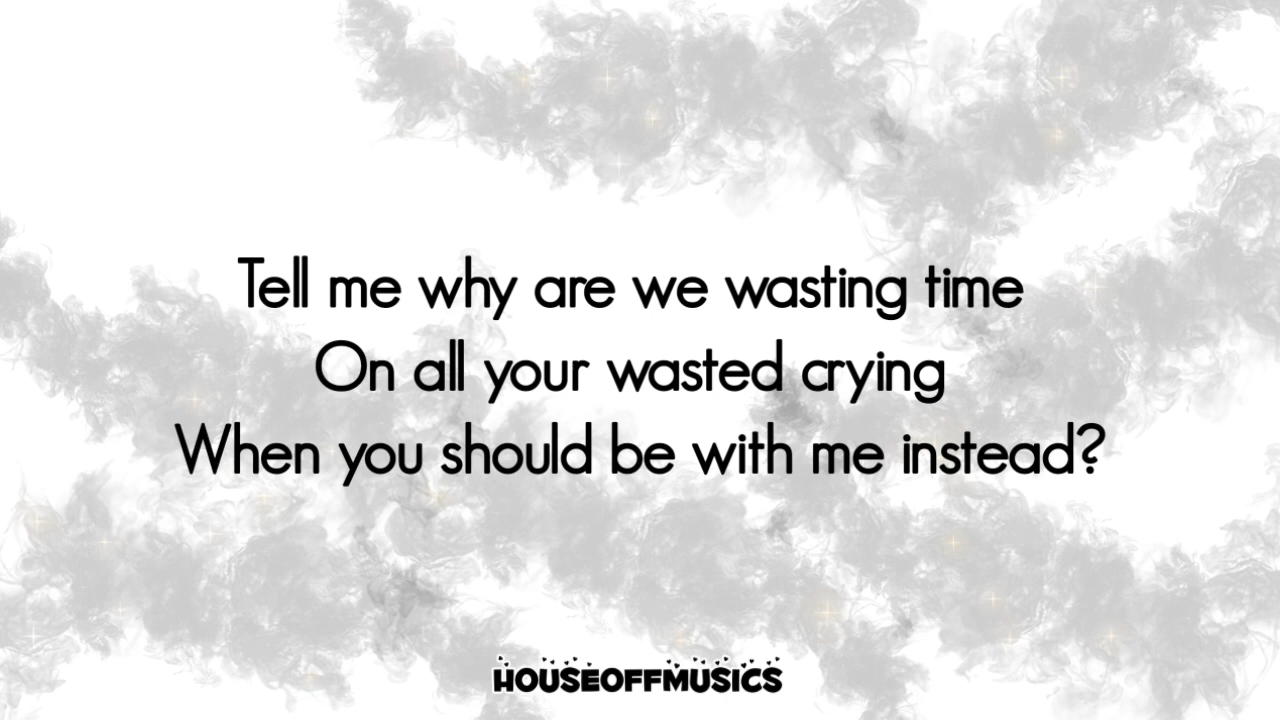 Tell me why are we wasting time
On all your wasted crying
When you should be with me instead?
HOUSEOFFMUSICS